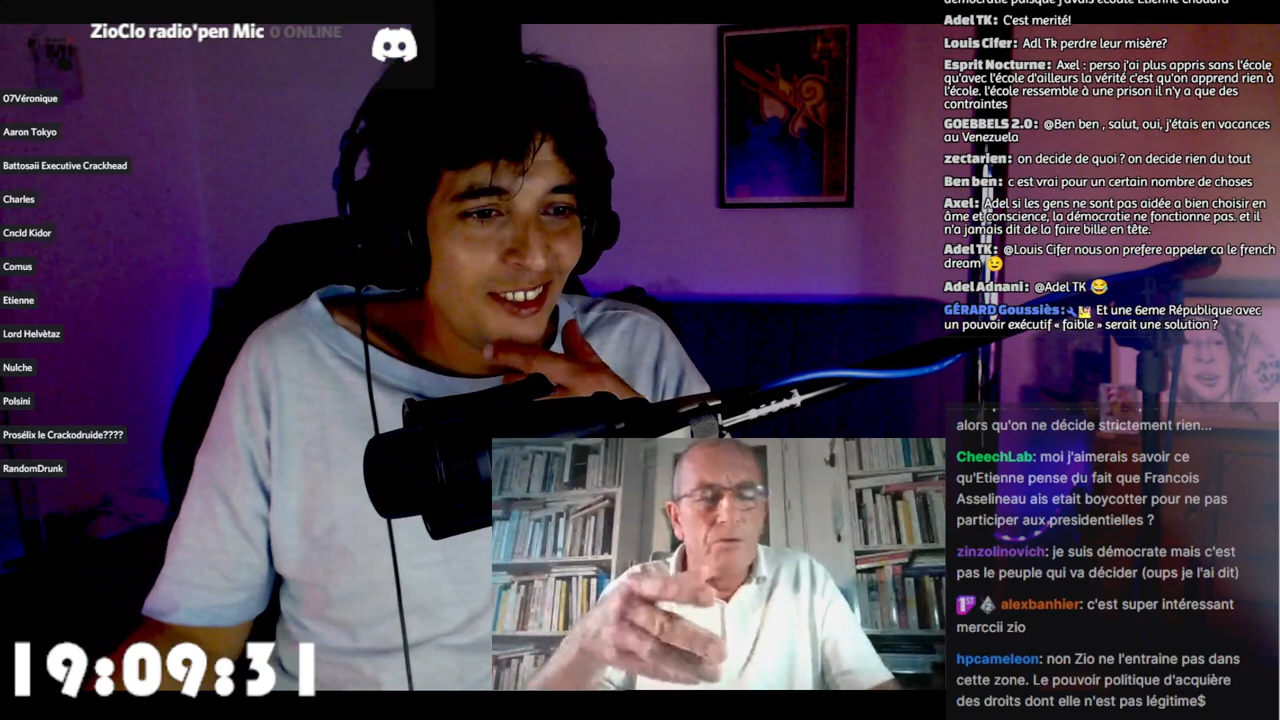 ZioClo radio'pen Mic 0 ONLINE
07Véronique
Aaron Tokyo
Battosaii Executive Crackhead
Charles
Cncld Kidor
Comus
Etienne
Lord Helvètaz
Nulche
Polsini
Prosélix le Crackodruide????
RandomDrunk
19:09:31
démocratie puisque j'avais écouté Etienne chouard
Adel TK: C'est merité!
Louis Cifer: Adl Tk perdre leur misère?
Esprit Nocturne: Axel : perso j'ai plus appris sans l'école
qu'avec l'école d'ailleurs la vérité c'est qu'on apprend rien à
l'école. l'école ressemble à une prison il n'y a que des
contraintes
GOEBBELS 2.0: @Ben ben , salut, oui, j'étais en vacances
au Venezuela
zectarien: on decide de quoi ? on decide rien du tout
Ben ben: c est vrai pour un certain nombre de choses
Axel: Adel si les gens ne sont pas aidée a bien choisir en
âme et conscience, la démocratie ne fonctionne pas. et il
n'a jamais dit de la faire bille en tête.
Adel TK: @Louis Cifer nous on prefere appeler ca le french
dream 😉
Adel Adnani: @Adel TK 😂
GÉRARD Goussiès: Et une 6eme République avec
un pouvoir exécutif « faible » serait une solution ?
alors qu'on ne décide strictement rien...
CheechLab: moi j'aimerais savoir ce
qu'Etienne pense du fait que Francois
Asselineau ais etait boycotter pour ne pas
participer aux presidentielles ?
zinzolinovich: je suis démocrate mais c'est
pas le peuple qui va décider (oups je l'ai dit)
1ST 2 alexbanhier: c'est super intéressant
merccii zio
hpcameleon: non Zio ne l'entraine pas dans
cette zone. Le pouvoir politique d'acquière
des droits dont elle n'est pas légitime$